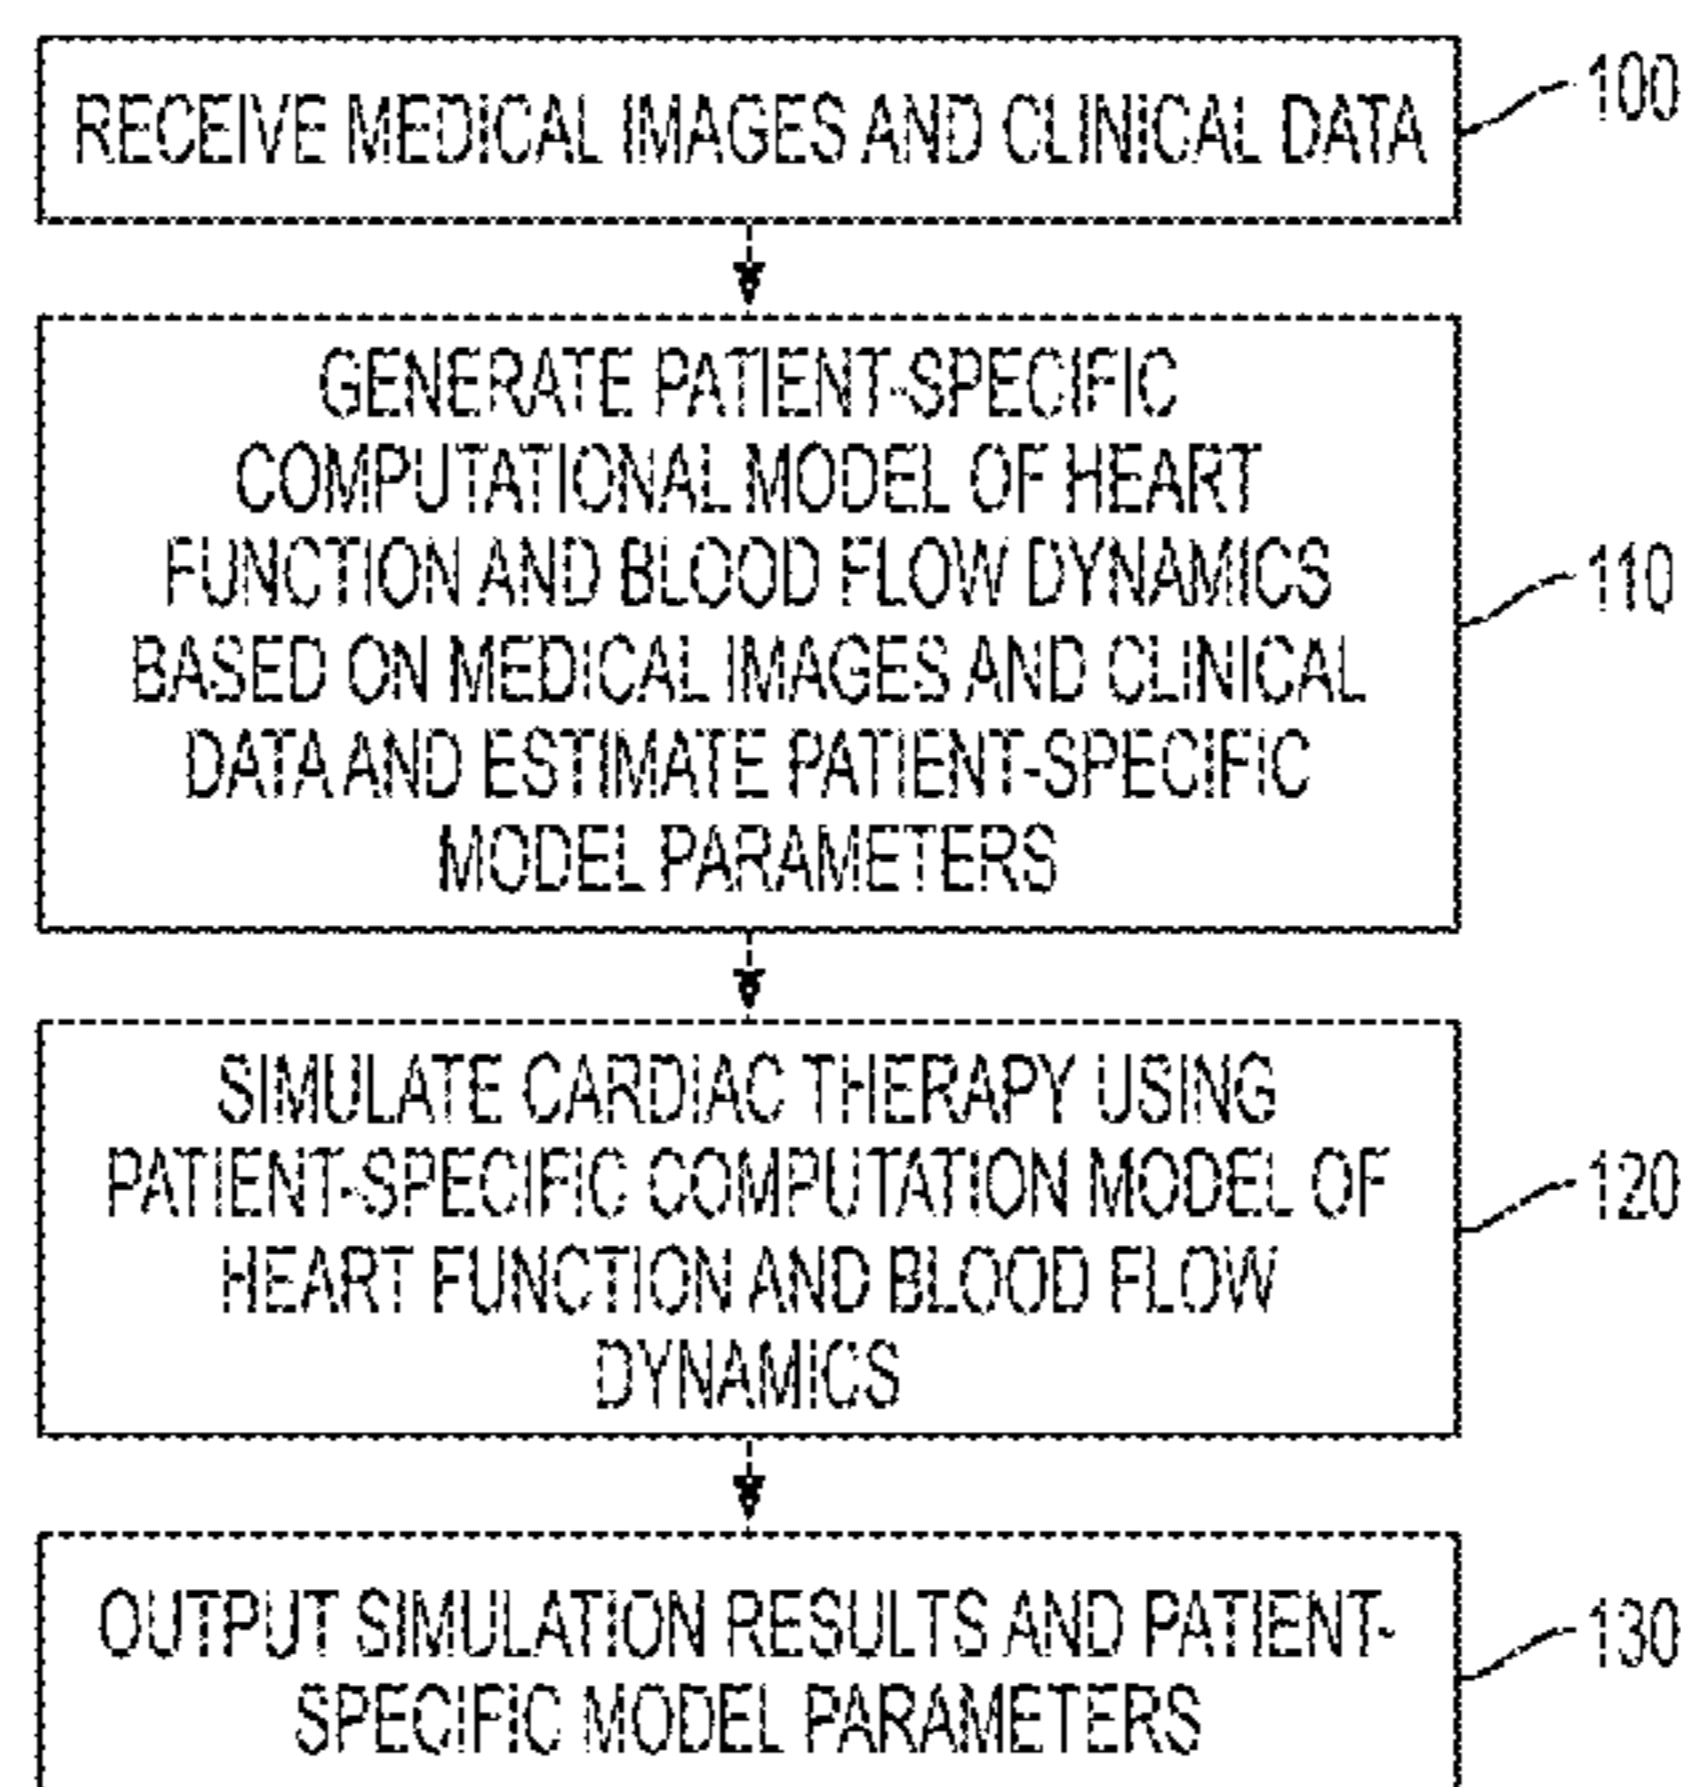 RECEIVE MEDICAL IMAGES AND CLINICAL DATA
100
GENERATE PATIENT-SPECIFIC
COMPUTATIONAL MODEL OF HEART
FUNCTION AND BLOOD FLOW DYNAMICS
BASED ON MEDICAL IMAGES AND CLINICAL
DATA AND ESTIMATE PATIENT-SPECIFIC
MODEL PARAMETERS
110
SIMULATE CARDIAC THERAPY USING
PATIENT-SPECIFIC COMPUTATION MODEL OF
HEART FUNCTION AND BLOOD FLOW
DYNAMICS
120
OUTPUT SIMULATION RESULTS AND PATIENT-
SPECIFIC MODEL PARAMETERS
130